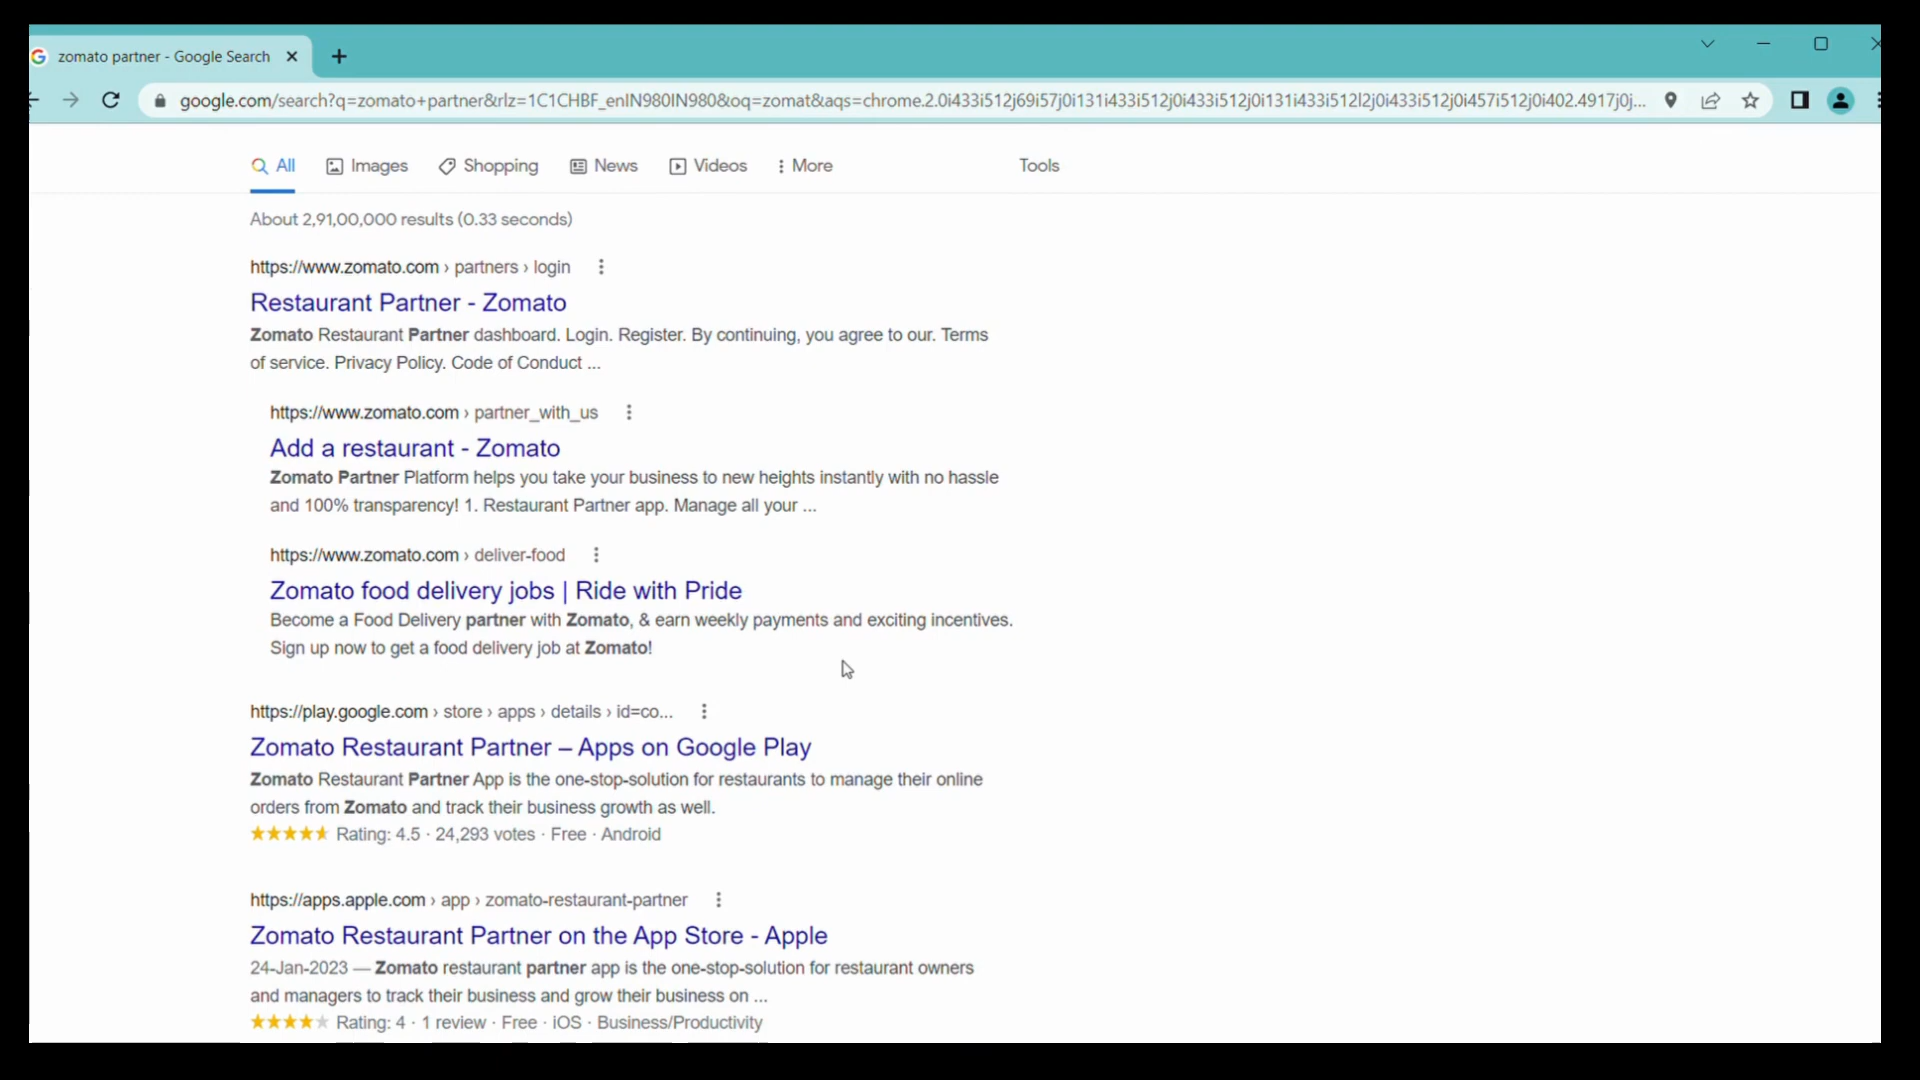 zomato partner - Google Search
google.com/search?q=zomato+partner&rlz=1C1CHBF_enIN980IN980&oq=zomat&aqs=chrome.2.0i433i512j69i57j0i131i433i512j0i433i512j0i131i433i512l2j0i433i512j0i457i512j0i402.4917j0j...
All Images Shopping News Videos More Tools
About 2,91,00,000 results (0.33 seconds)
https://www.zomato.com › partners › login
Restaurant Partner - Zomato
Zomato Restaurant Partner dashboard. Login. Register. By continuing, you agree to our. Terms
of service. Privacy Policy. Code of Conduct ...
https://www.zomato.com › partner_with_us
Add a restaurant - Zomato
Zomato Partner Platform helps you take your business to new heights instantly with no hassle
and 100% transparency! 1. Restaurant Partner app. Manage all your ...
https://www.zomato.com › deliver-food
Zomato food delivery jobs | Ride with Pride
Become a Food Delivery partner with Zomato, & earn weekly payments and exciting incentives.
Sign up now to get a food delivery job at Zomato!
https://play.google.com › store › apps › details › id=co...
Zomato Restaurant Partner – Apps on Google Play
Zomato Restaurant Partner App is the one-stop-solution for restaurants to manage their online
orders from Zomato and track their business growth as well.
Rating: 4.5 · 24,293 votes · Free · Android
https://apps.apple.com › app › zomato-restaurant-partner
Zomato Restaurant Partner on the App Store - Apple
24-Jan-2023 — Zomato restaurant partner app is the one-stop-solution for restaurant owners
and managers to track their business and grow their business on ...
Rating: 4 · 1 review · Free · iOS · Business/Productivity